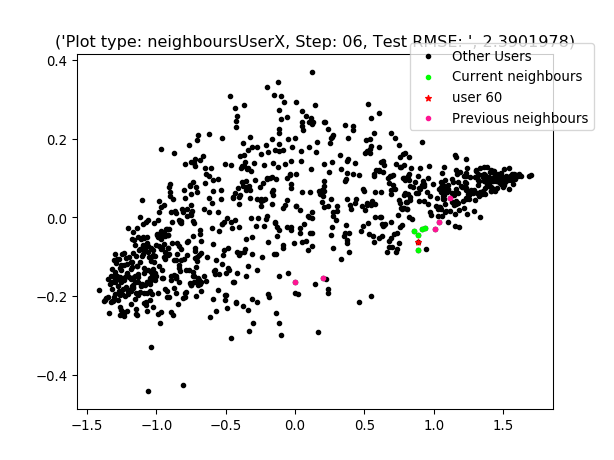 ('Plot type: neighboursUserX, Step: 06, Test RMSE: ', 2.3901978)
Other Users
Current neighbours
user 60
Previous neighbours
0.4
0.2
0.0
−0.2
−0.4
−1.5 −1.0 −0.5 0.0 0.5 1.0 1.5